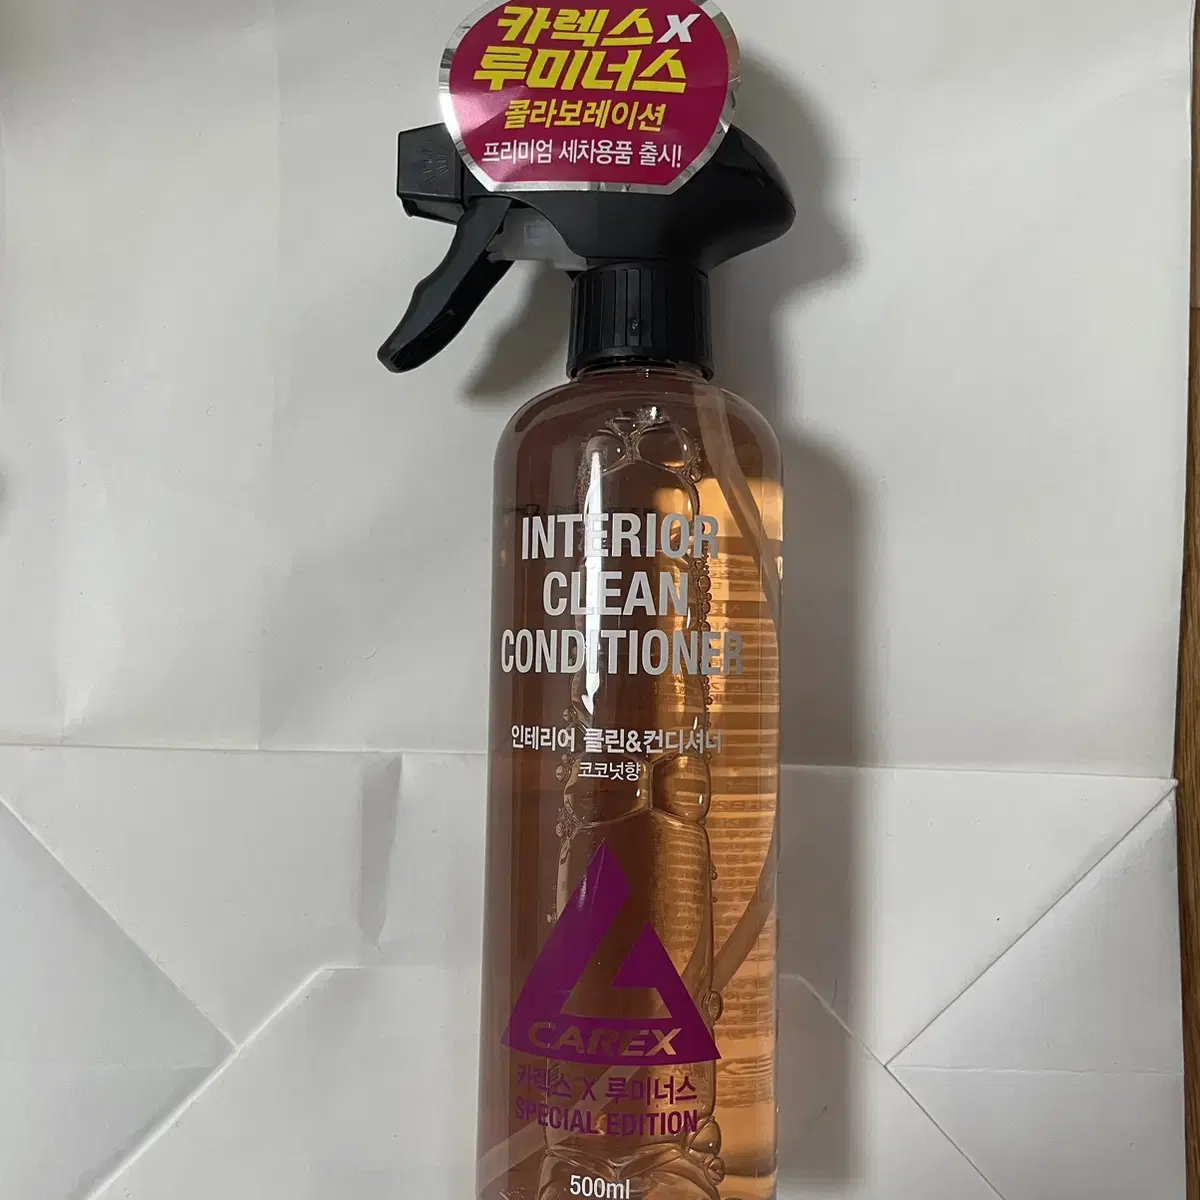 카렉스X
루미너스
콜라보레이션
프리미엄 세차용품 출시!
INTERIOR
CLEAN
CONDITIONER
인테리어 클린&컨디셔너
코코넛향
CAREX
카렉스 X 루미너스
SPECIAL EDITION
500ml